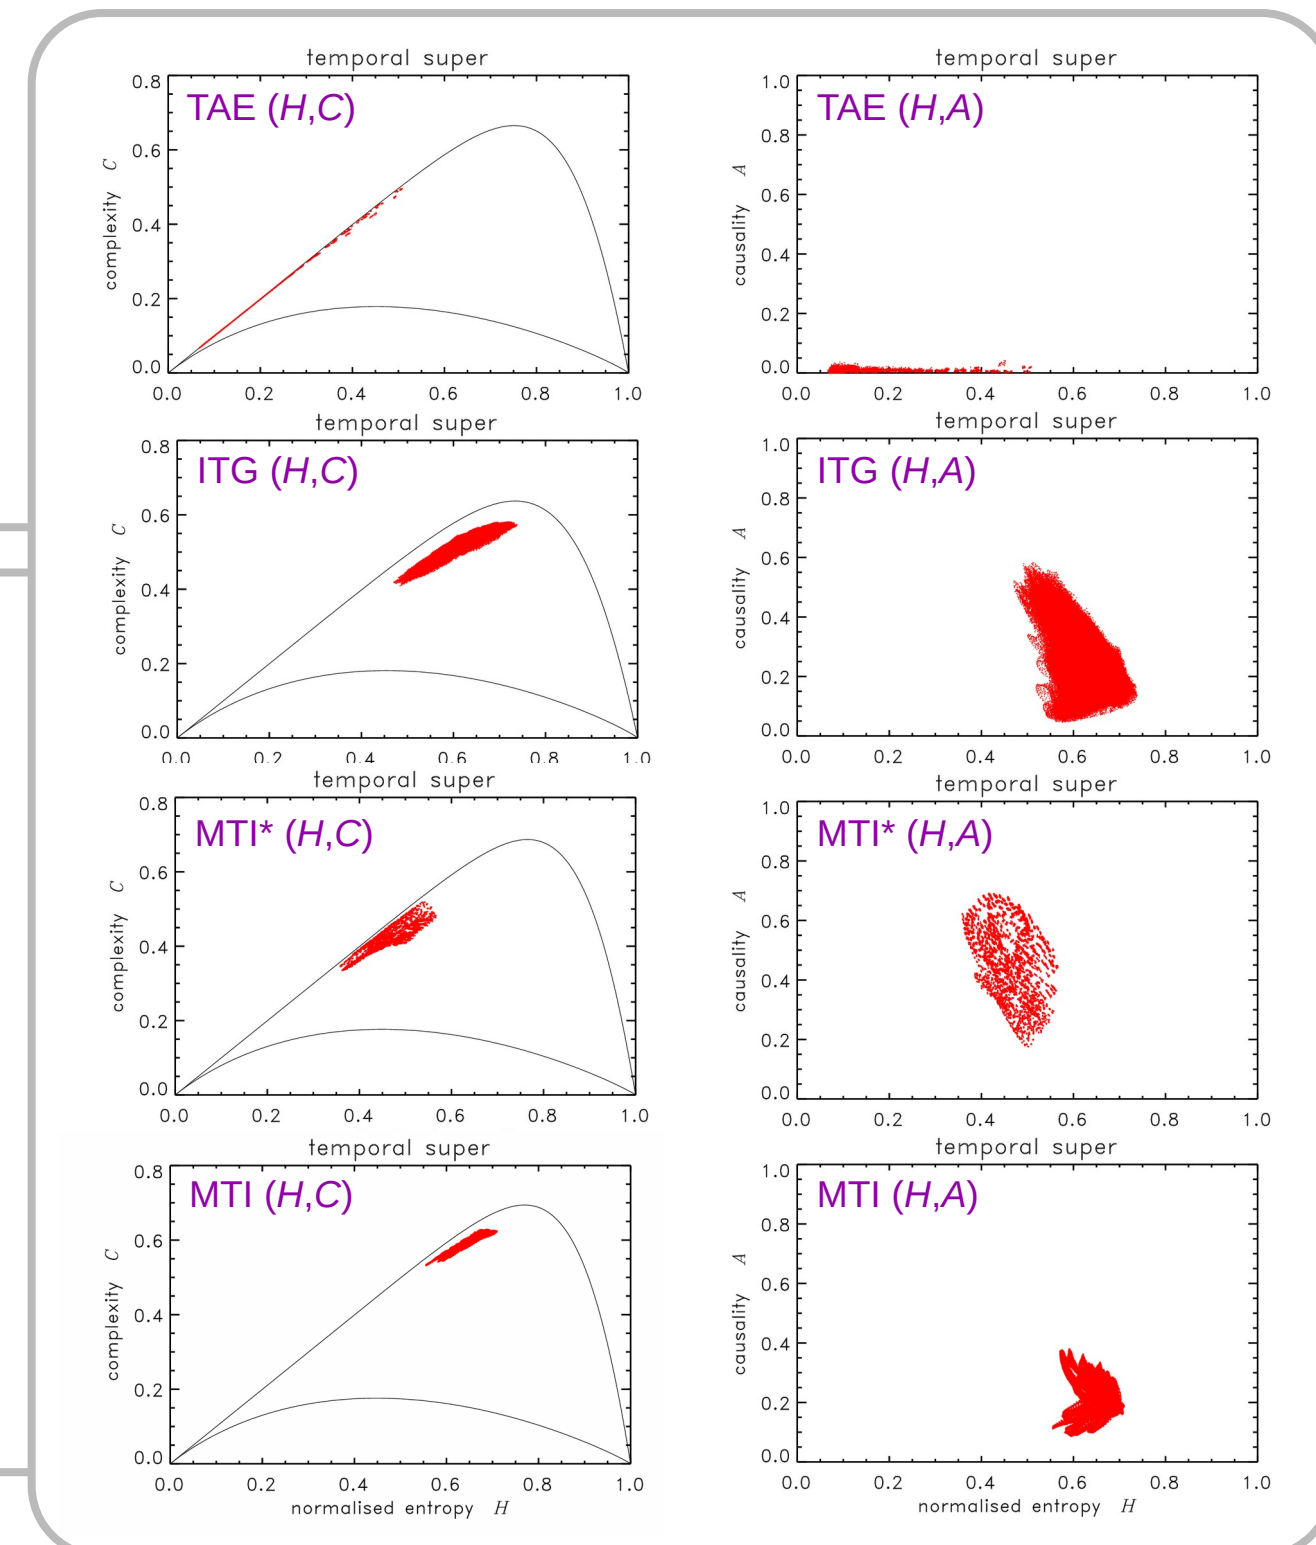 temporal super
TAE (H,C)
complexity C
0.8
0.6
0.4
0.2
0.0
0.0 0.2 0.4 0.6 0.8 1.0
temporal super
TAE (H,A)
causality A
1.0
0.8
0.6
0.4
0.2
0.0
0.0 0.2 0.4 0.6 0.8 1.0
temporal super
ITG (H,C)
complexity C
0.8
0.6
0.4
0.2
0.0
0.0 0.2 0.4 0.6 0.8 1.0
temporal super
ITG (H,A)
causality A
1.0
0.8
0.6
0.4
0.2
0.0
0.0 0.2 0.4 0.6 0.8 1.0
temporal super
MTI* (H,C)
complexity C
0.8
0.6
0.4
0.2
0.0
0.0 0.2 0.4 0.6 0.8 1.0
temporal super
MTI* (H,A)
causality A
1.0
0.8
0.6
0.4
0.2
0.0
0.0 0.2 0.4 0.6 0.8 1.0
temporal super
MTI (H,C)
complexity C
0.8
0.6
0.4
0.2
0.0
0.0 0.2 0.4 0.6 0.8 1.0
normalised entropy H
temporal super
MTI (H,A)
causality A
1.0
0.8
0.6
0.4
0.2
0.0
0.0 0.2 0.4 0.6 0.8 1.0
normalised entropy H